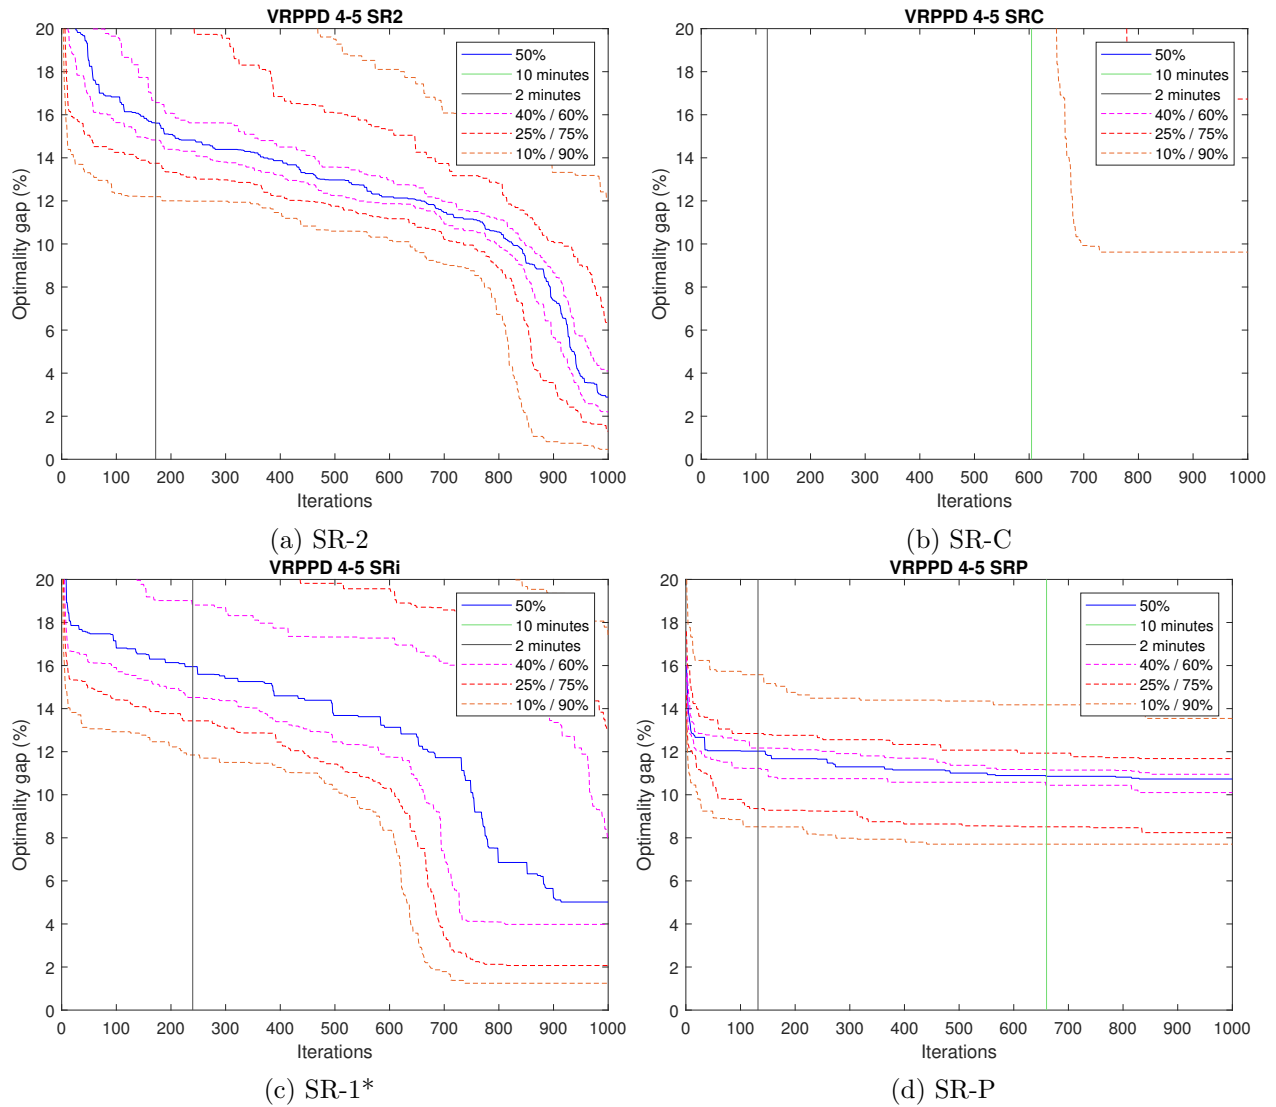 VRPPD 4-5 SR2
20
18
16
14
12
10
8
6
4
2
0
Optimality gap (%)
50%
10 minutes
2 minutes
40% / 60%
25% / 75%
10% / 90%
0 100 200 300 400 500 600 700 800 900 1000
Iterations
(a) SR-2
VRPPD 4-5 SRC
20
18
16
14
12
10
8
6
4
2
0
Optimality gap (%)
50%
10 minutes
2 minutes
40% / 60%
25% / 75%
10% / 90%
0 100 200 300 400 500 600 700 800 900 1000
Iterations
(b) SR-C
VRPPD 4-5 SRi
20
18
16
14
12
10
8
6
4
2
0
Optimality gap (%)
50%
10 minutes
2 minutes
40% / 60%
25% / 75%
10% / 90%
0 100 200 300 400 500 600 700 800 900 1000
Iterations
(c) SR-1*
VRPPD 4-5 SRP
20
18
16
14
12
10
8
6
4
2
0
Optimality gap (%)
50%
10 minutes
2 minutes
40% / 60%
25% / 75%
10% / 90%
0 100 200 300 400 500 600 700 800 900 1000
Iterations
(d) SR-P